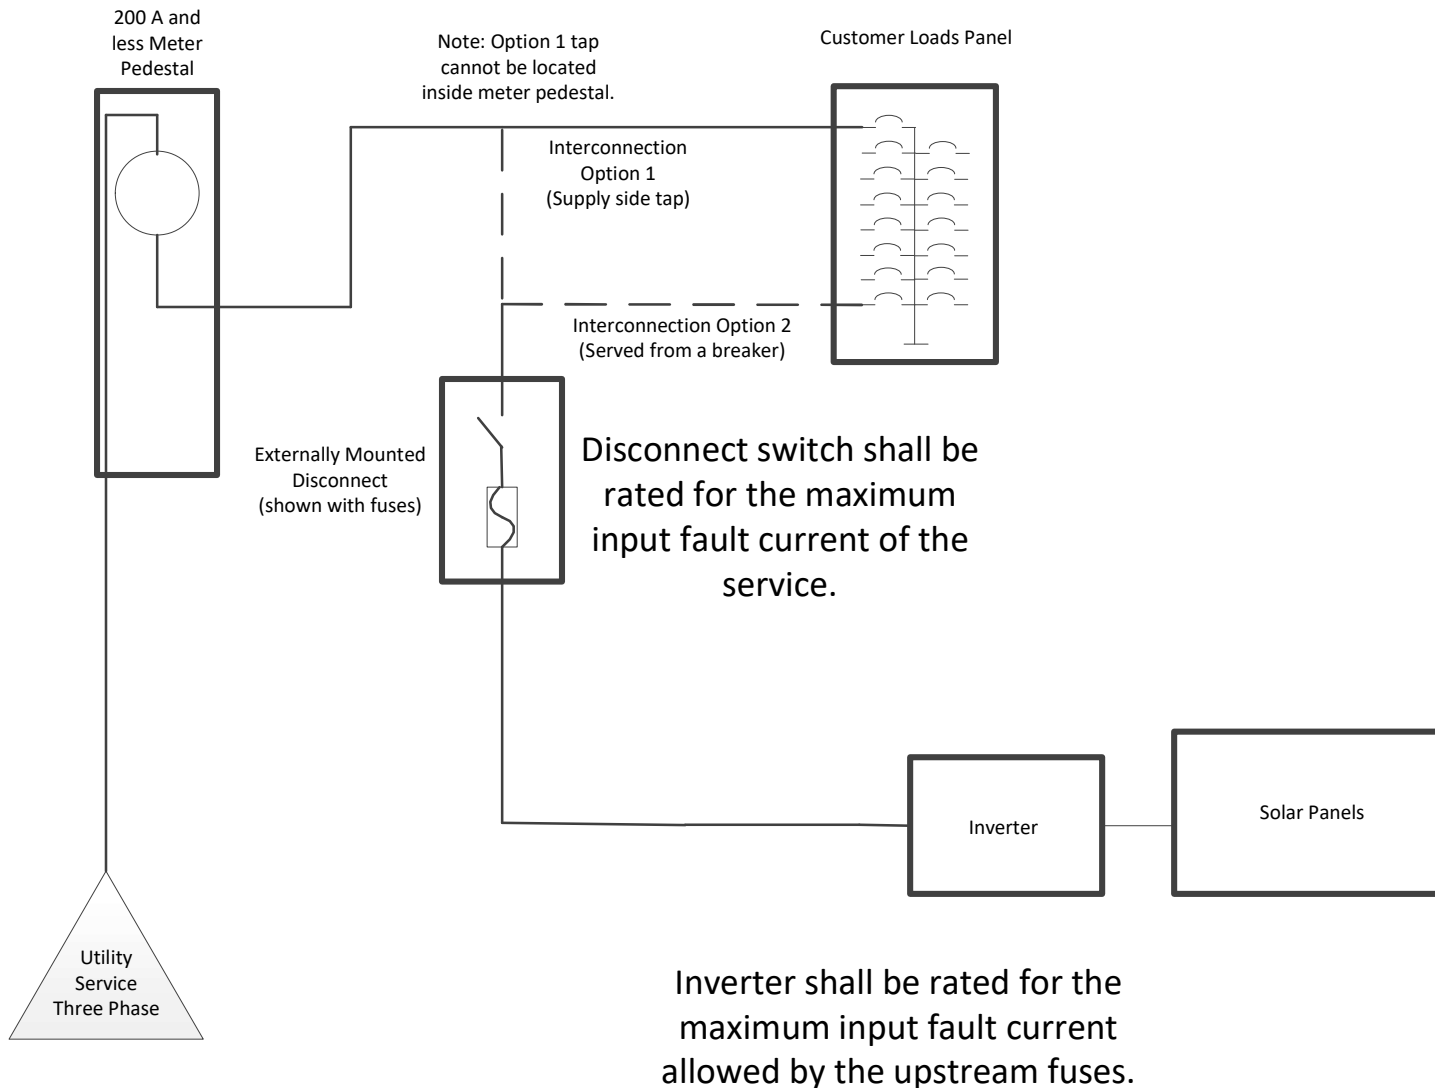 200 A and
less Meter
Pedestal
Note: Option 1 tap
cannot be located
inside meter pedestal.
Customer Loads Panel
Interconnection
Option 1
(Supply side tap)
Interconnection Option 2
(Served from a breaker)
Externally Mounted
Disconnect
(shown with fuses)
Disconnect switch shall be
rated for the maximum
input fault current of the
service.
Inverter
Solar Panels
Utility
Service
Three Phase
Inverter shall be rated for the
maximum input fault current
allowed by the upstream fuses.